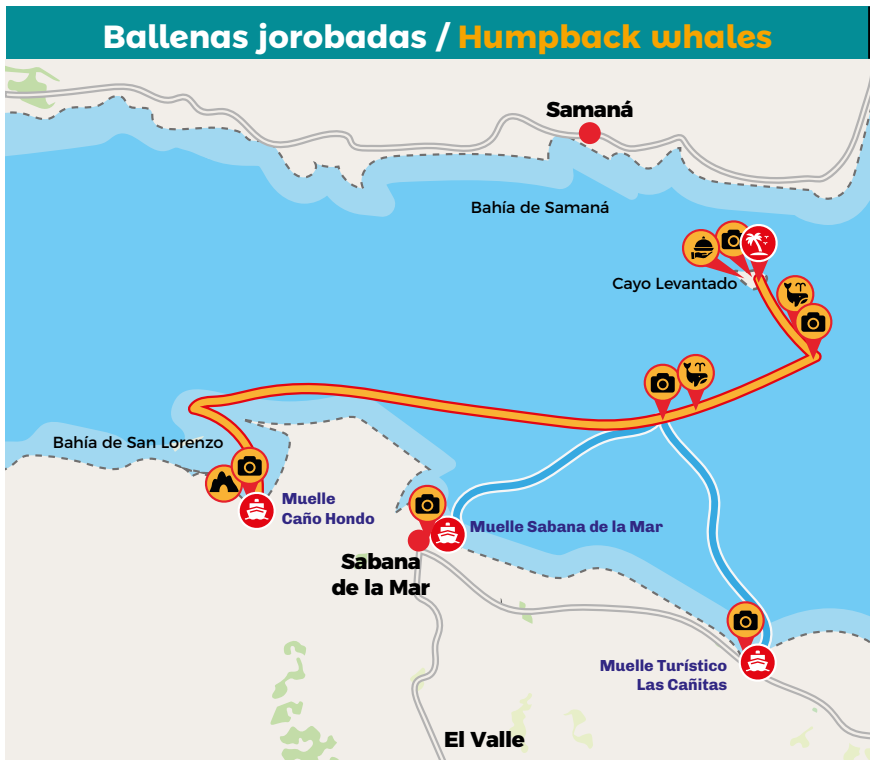 Ballenas jorobadas / Humpback whales
Samaná
Bahía de Samaná
Cayo Levantado
Bahía de San Lorenzo
Muelle
Caño Hondo
Muelle Sabana de la Mar
Sabana
de la Mar
Muelle Turístico
Las Cañitas
El Valle